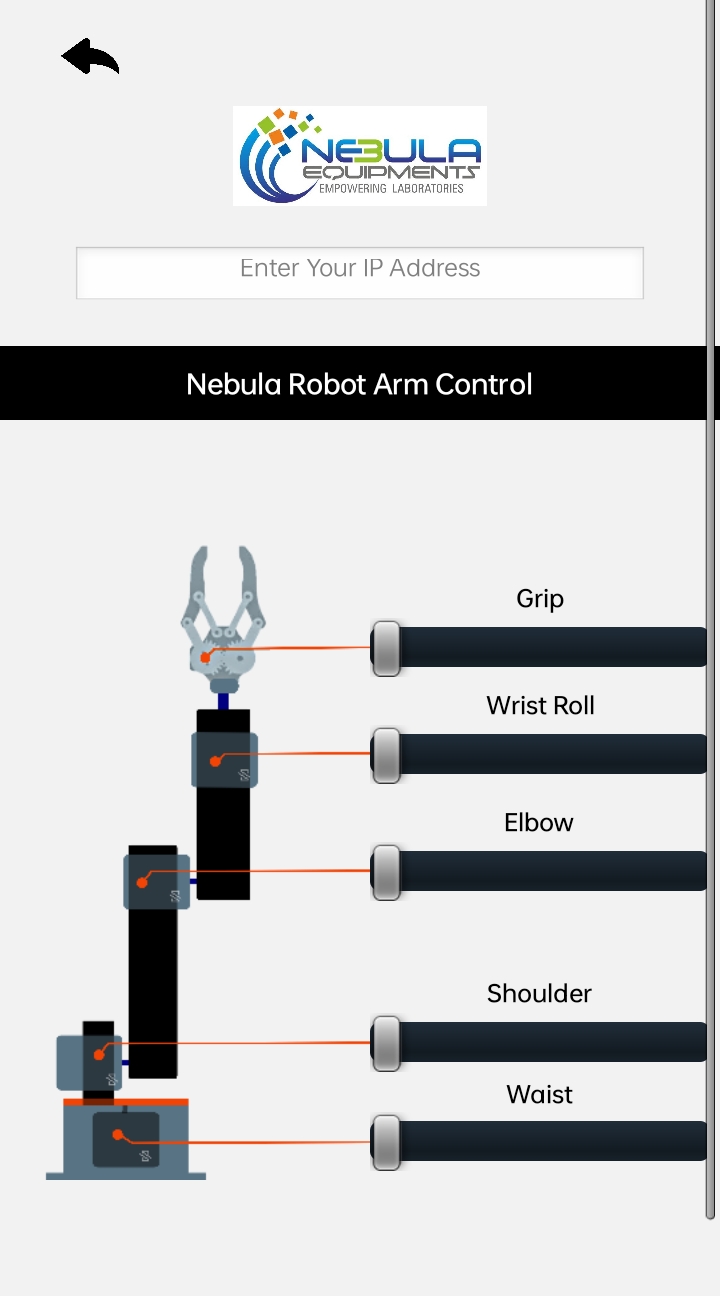 NEBULA
EQUIPMENTS
EMPOWERING LABORATORIES
Enter Your IP Address
Nebula Robot Arm Control
Grip
Wrist Roll
Elbow
Shoulder
Waist